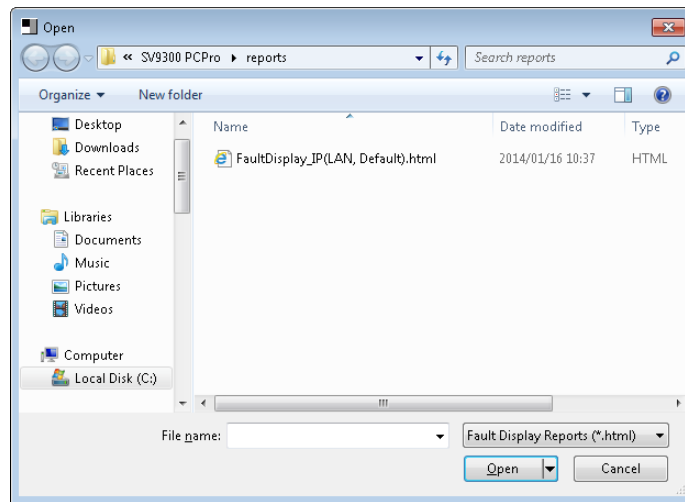 Open
« SV9300 PCPro ▸ reports
Search reports
Organize
New folder
Desktop
Downloads
Recent Places
Libraries
Documents
Music
Pictures
Videos
Computer
Local Disk (C:)
Name Date modified Type
FaultDisplay_IP(LAN, Default).html 2014/01/16 10:37 HTML
File name:
Fault Display Reports (*.html)
Open
Cancel